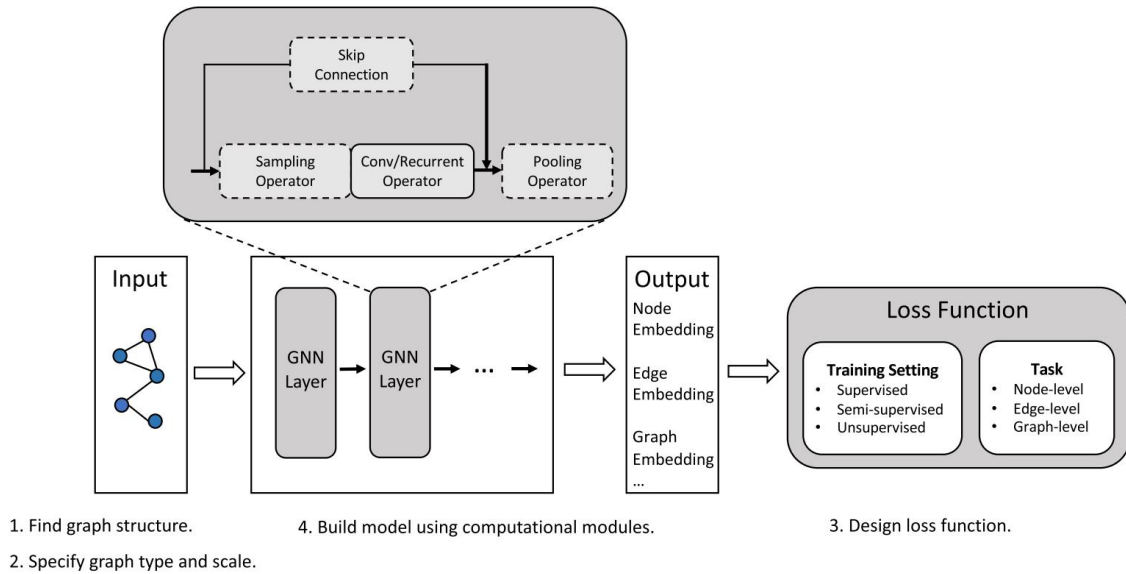 Skip
Connection
Sampling
Operator
Conv/Recurrent
Operator
Pooling
Operator
Input
GNN
Layer
GNN
Layer
...
Output
Node
Embedding
Edge
Embedding
Graph
Embedding
...
Loss Function
Training Setting
• Supervised
• Semi-supervised
• Unsupervised
Task
• Node-level
• Edge-level
• Graph-level
1. Find graph structure.
2. Specify graph type and scale.
4. Build model using computational modules.
3. Design loss function.